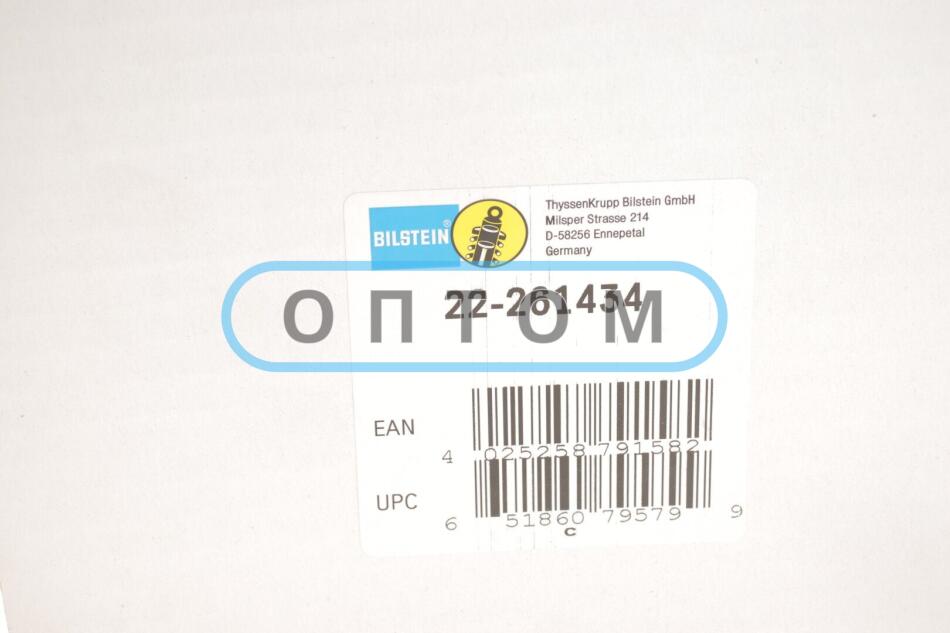 BILSTEIN®
ThyssenKrupp Bilstein GmbH
Milsper Strasse 214
D-58256 Ennepetal
Germany
22-261434
ОПТОМ
EAN
4 025258 791582
UPC
6 51860 79579 9
C